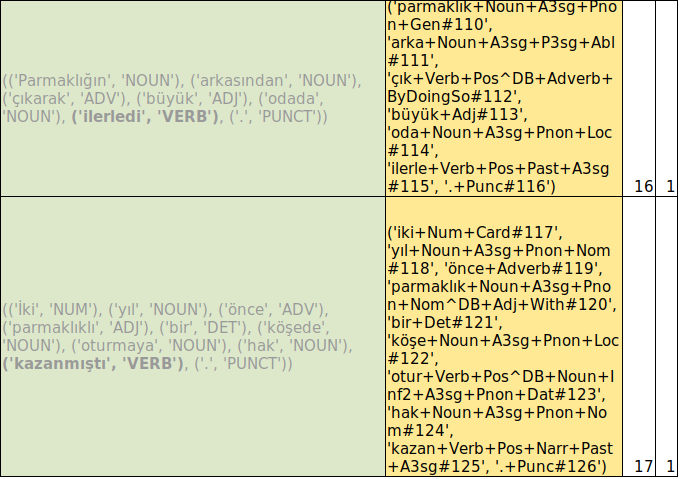 ('parmaklık+Noun+A3sg+Pno
n+Gen#110',
'arka+Noun+A3sg+P3sg+Abl
#111',
(('Parmaklığın', 'NOUN'), ('arkasından', 'NOUN'),
('çıkarak', 'ADV'), ('büyük', 'ADJ'), ('odada',
'NOUN'), ('ilerledi', 'VERB'), ('.', 'PUNCT'))
'çık+Verb+Pos^DB+Adverb+
ByDoingSo#112',
'büyük+Adj#113',
'oda+Noun+A3sg+Pnon+Loc
#114',
'ilerle+Verb+Pos+Past+A3sg
#115', '.+Punc#116')
16
1
(('İki', 'NUM'), ('yıl', 'NOUN'), ('önce', 'ADV'),
('parmaklıklı', 'ADJ'), ('bir', 'DET'), ('köşede',
'NOUN'), ('oturmaya', 'NOUN'), ('hak', 'NOUN'),
('kazanmıştı', 'VERB'), ('.', 'PUNCT'))
('iki+Num+Card#117',
'yıl+Noun+A3sg+Pnon+Nom
#118', 'önce+Adverb#119',
'parmaklık+Noun+A3sg+Pno
n+Nom^DB+Adj+With#120',
'bir+Det#121',
'köşe+Noun+A3sg+Pnon+Loc
#122',
'otur+Verb+Pos^DB+Noun+I
nf2+A3sg+Pnon+Dat#123',
'hak+Noun+A3sg+Pnon+No
m#124',
'kazan+Verb+Pos+Narr+Past
+A3sg#125', '.+Punc#126')
17
1